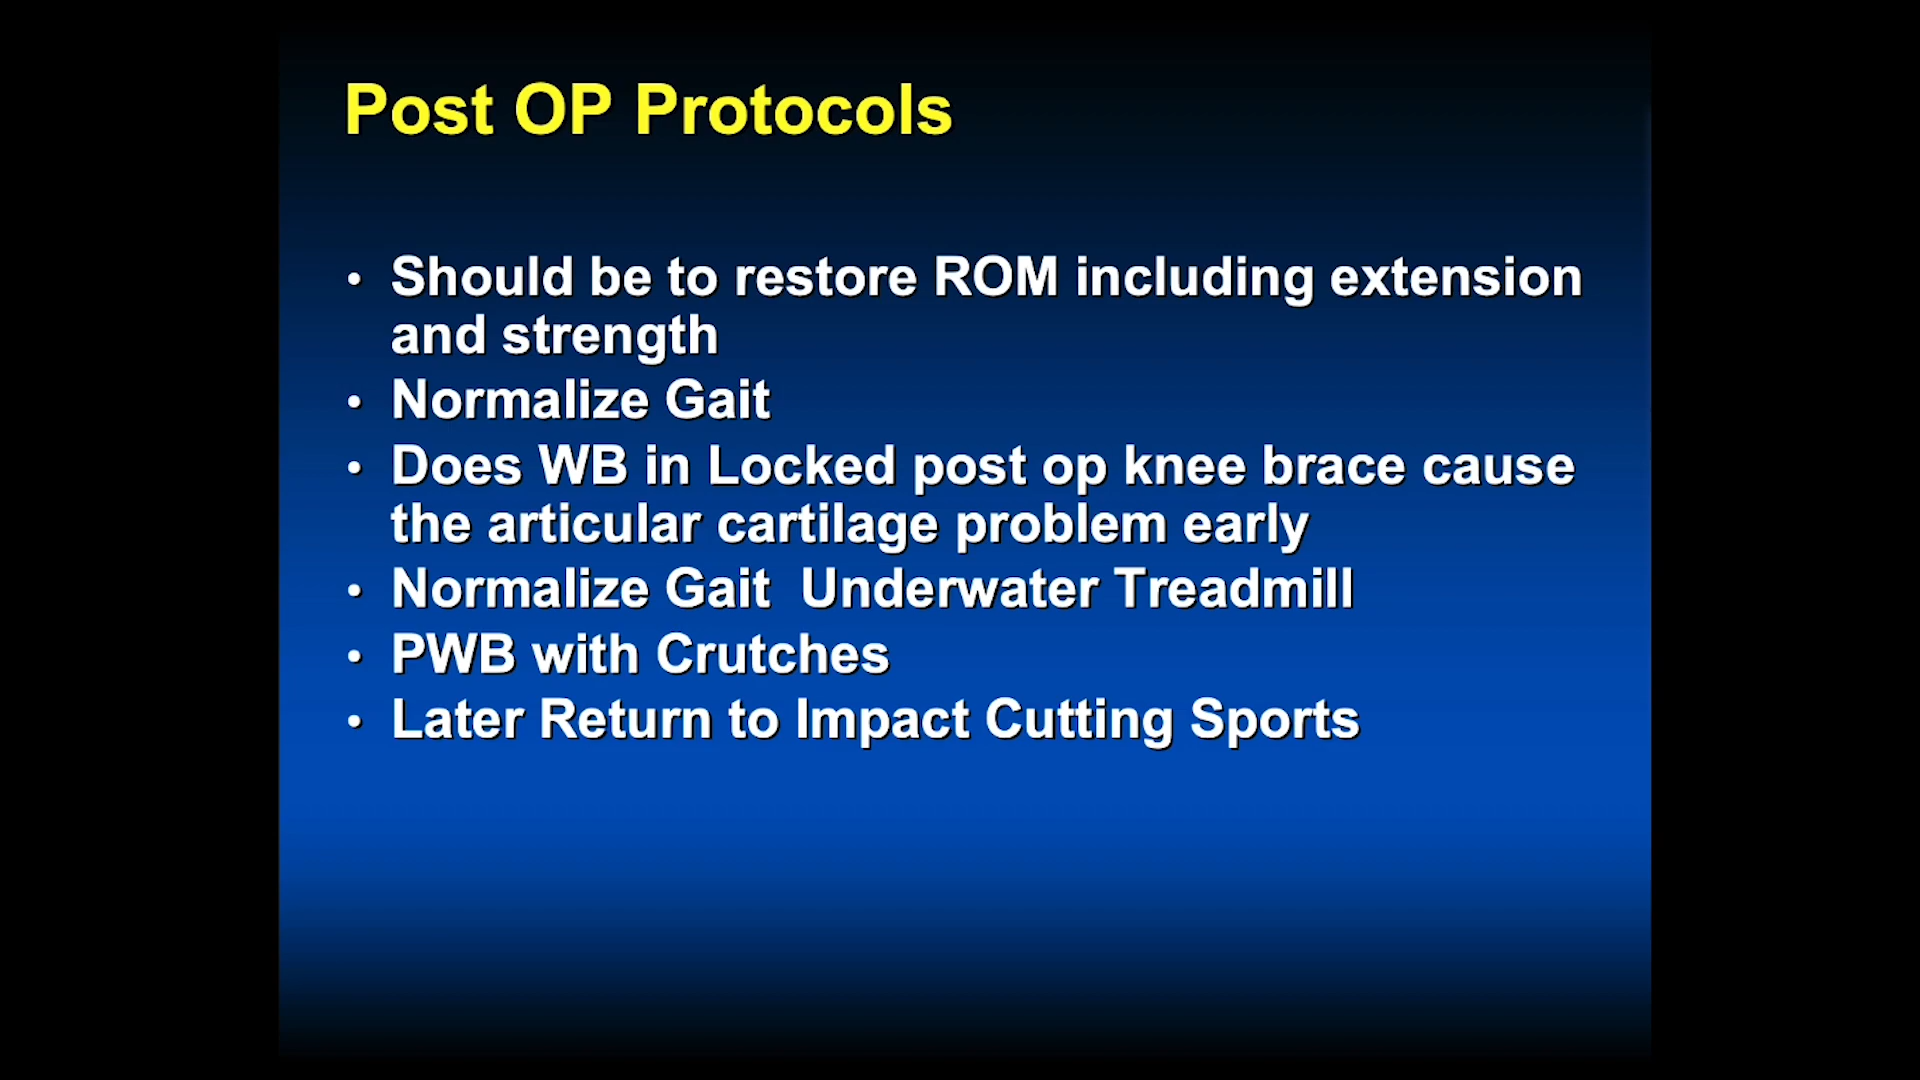 Post OP Protocols
• Should be to restore ROM including extension
and strength
• Normalize Gait
• Does WB in Locked post op knee brace cause
the articular cartilage problem early
• Normalize Gait  Underwater Treadmill
• PWB with Crutches
• Later Return to Impact Cutting Sports